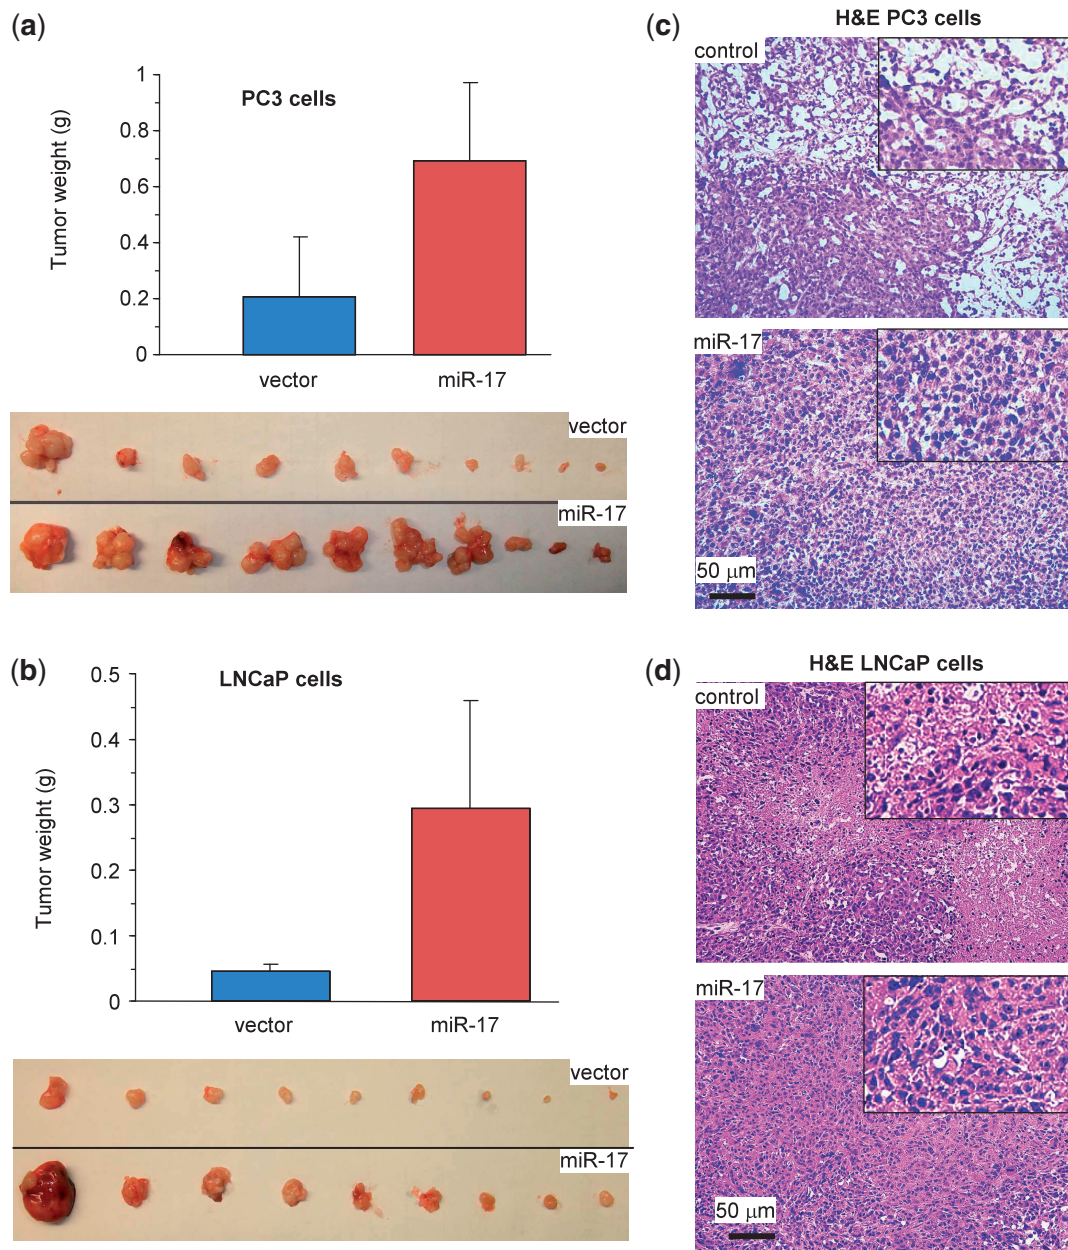 (a)
PC3 cells
Tumor weight (g)
1
0.8
0.6
0.4
0.2
0
vector
miR-17
vector
miR-17
(b)
LNCaP cells
Tumor weight (g)
0.5
0.4
0.3
0.2
0.1
0
vector
miR-17
vector
miR-17
(c)
H&E PC3 cells
control
miR-17
50 μm
(d)
H&E LNCaP cells
control
miR-17
50 μm